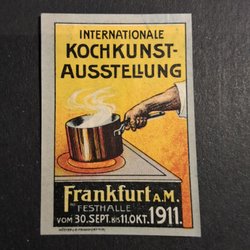 INTERNATIONALE
KOCHKUNST-
AUSSTELLUNG
Frankfurt A.M.
FESTHALLE
VOM 30. SEPT. BIS 11. OKT. 1911.